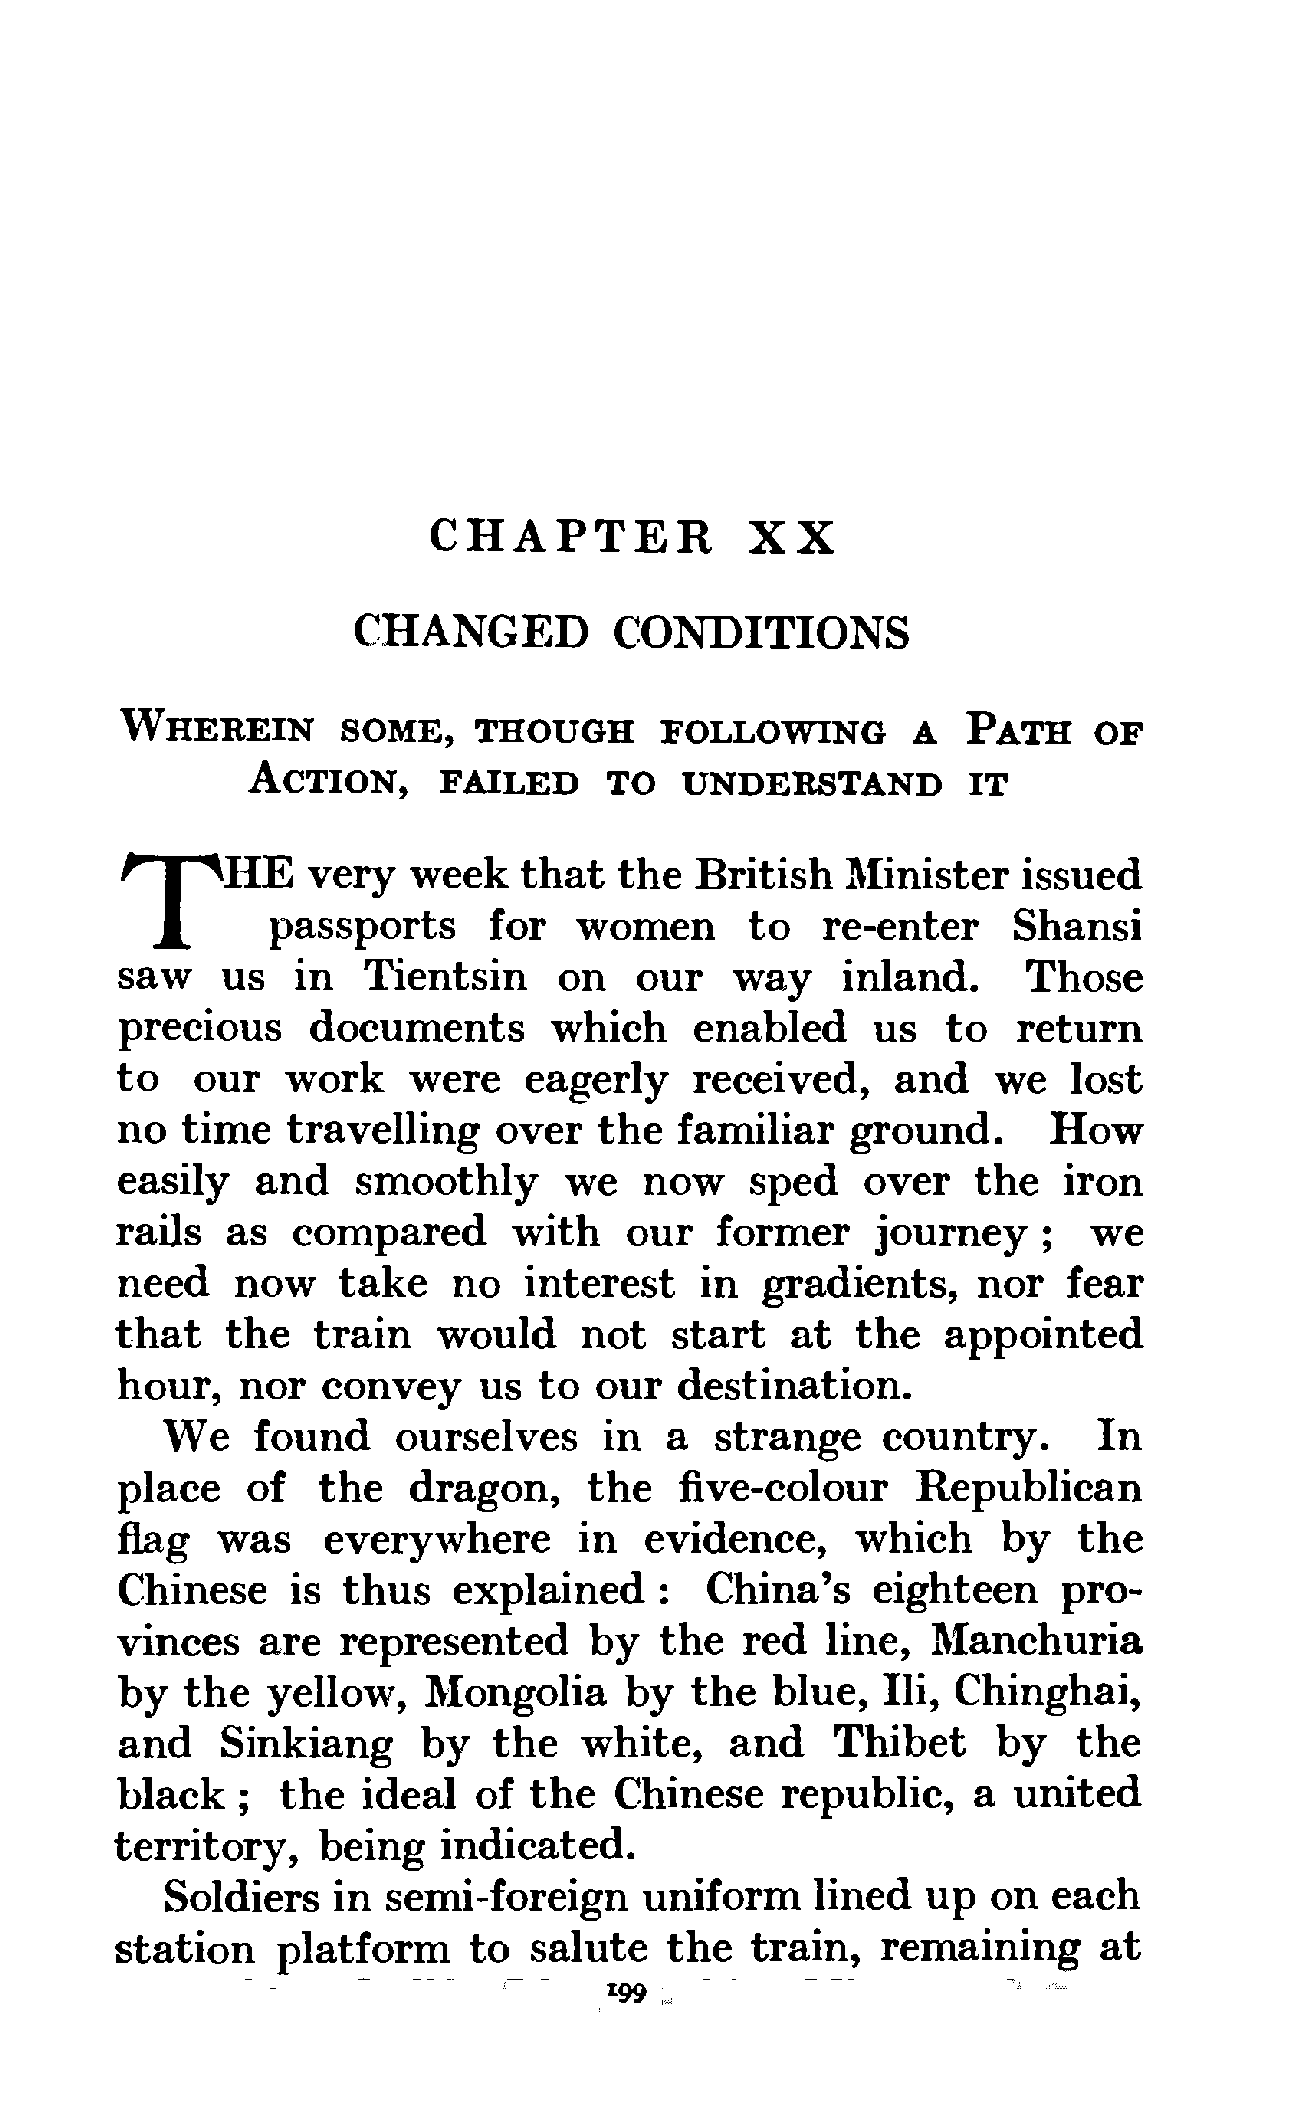 CHAPTER XX
CHANGED CONDITIONS
WHEREIN SOME, THOUGH FOLLOWING A PATH OF
ACTION, FAILED TO UNDERSTAND IT
THE very week that the British Minister issued
passports for women to re-enter Shansi
saw us in Tientsin on our way inland. Those
precious documents which enabled us to return
to our work were eagerly received, and we lost
no time travelling over the familiar ground. How
easily and smoothly we now sped over the iron
rails as compared with our former journey ; we
need now take no interest in gradients, nor fear
that the train would not start at the appointed
hour, nor convey us to our destination.
We found ourselves in a strange country. In
place of the dragon, the five-colour Republican
flag was everywhere in evidence, which by the
Chinese is thus explained : China's eighteen pro-
vinces are represented by the red line, Manchuria
by the yellow, Mongolia by the blue, Ili, Chinghai,
and Sinkiang by the white, and Thibet by the
black ; the ideal of the Chinese republic, a united
territory, being indicated.
Soldiers in semi-foreign uniform lined up on each
station platform to salute the train, remaining at
199